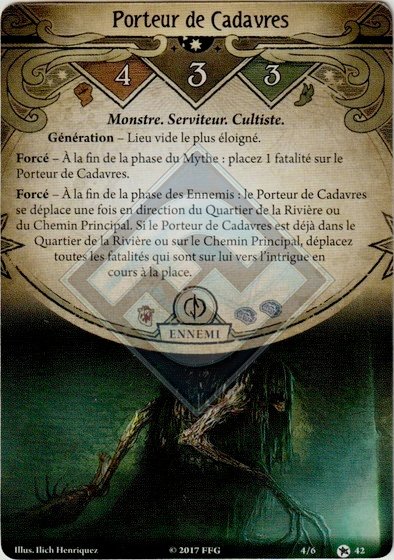 Porteur de Cadavres
4 3 3
Monstre. Serviteur. Cultiste.
Génération – Lieu vide le plus éloigné.
Forcé – À la fin de la phase du Mythe : placez 1 fatalité sur le
Porteur de Cadavres.
Forcé – À la fin de la phase des Ennemis : le Porteur de Cadavres
se déplace une fois en direction du Quartier de la Rivière ou
du Chemin Principal. Si le Porteur de Cadavres est déjà dans le
Quartier de la Rivière ou sur le Chemin Principal, déplacez
toutes les fatalités qui sont sur lui vers l'intrigue en
cours à la place.
ENNEMI
Illus. Ilich Henriquez © 2017 FFG 4/6 42